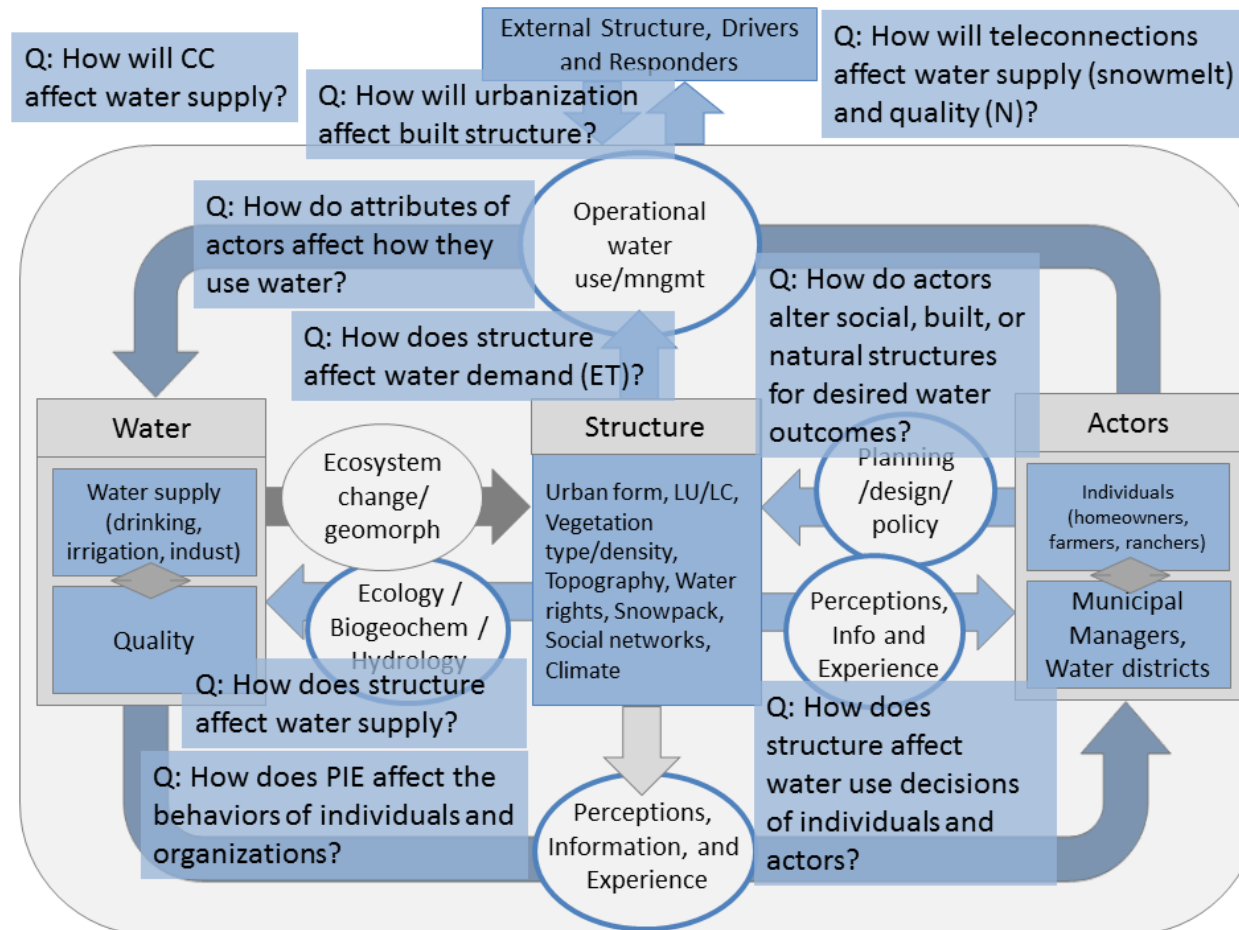 External Structure, Drivers
and Responders
Q: How will CC
affect water supply?
Q: How will urbanization
affect built structure?
Q: How will teleconnections
affect water supply (snowmelt)
and quality (N)?
Operational
water
use/mngmt
Q: How do attributes of
actors affect how they
use water?
Q: How does structure
affect water demand (ET)?
Q: How do actors
alter social, built, or
natural structures
for desired water
outcomes?
Water
Water supply
(drinking,
irrigation, indust)
Quality
Ecosystem
change/
geomorph
Ecology /
Biogeochem /
Hydrology
Structure
Urban form, LU/LC,
Vegetation
type/density,
Topography, Water
rights, Snowpack,
Social networks,
Climate
Planning
/design/
policy
Perceptions,
Info and
Experience
Actors
Individuals
(homeowners,
farmers, ranchers)
Municipal
Managers,
Water districts
Q: How does structure
affect water supply?
Q: How does PIE affect the
behaviors of individuals and
organizations?
Perceptions,
Information, and
Experience
Q: How does
structure affect
water use decisions
of individuals and
actors?